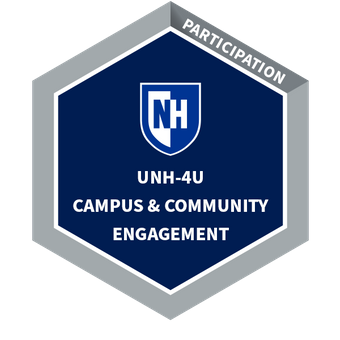 PARTICIPATION
NH
UNH-4U
CAMPUS & COMMUNITY
ENGAGEMENT